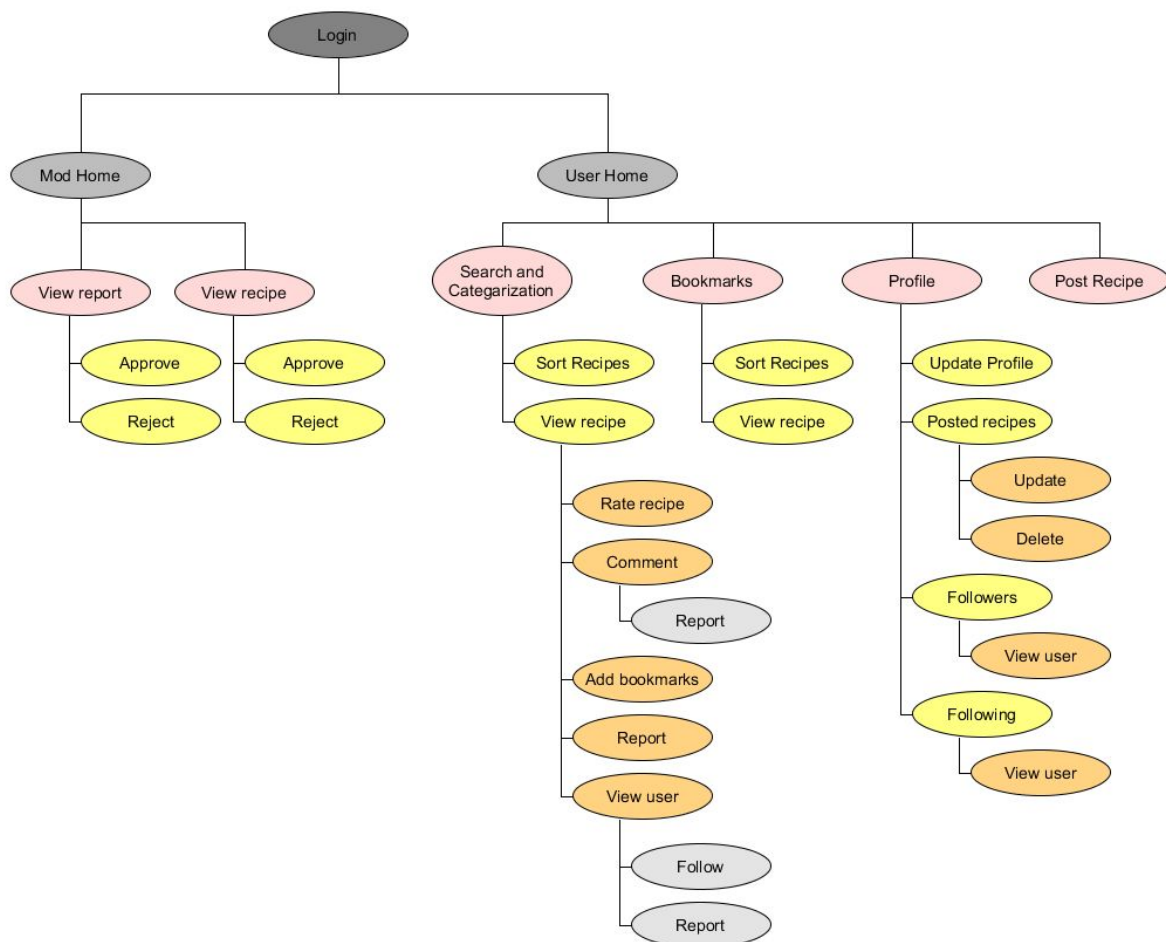 Login
Mod Home
User Home
Search and
Categarization
View report
View recipe
Bookmarks
Profile
Post Recipe
Approve
Approve
Sort Recipes
Sort Recipes
Update Profile
Reject
Reject
View recipe
View recipe
Posted recipes
Update
Rate recipe
Delete
Comment
Followers
Report
View user
Add bookmarks
Following
Report
View user
View user
Follow
Report